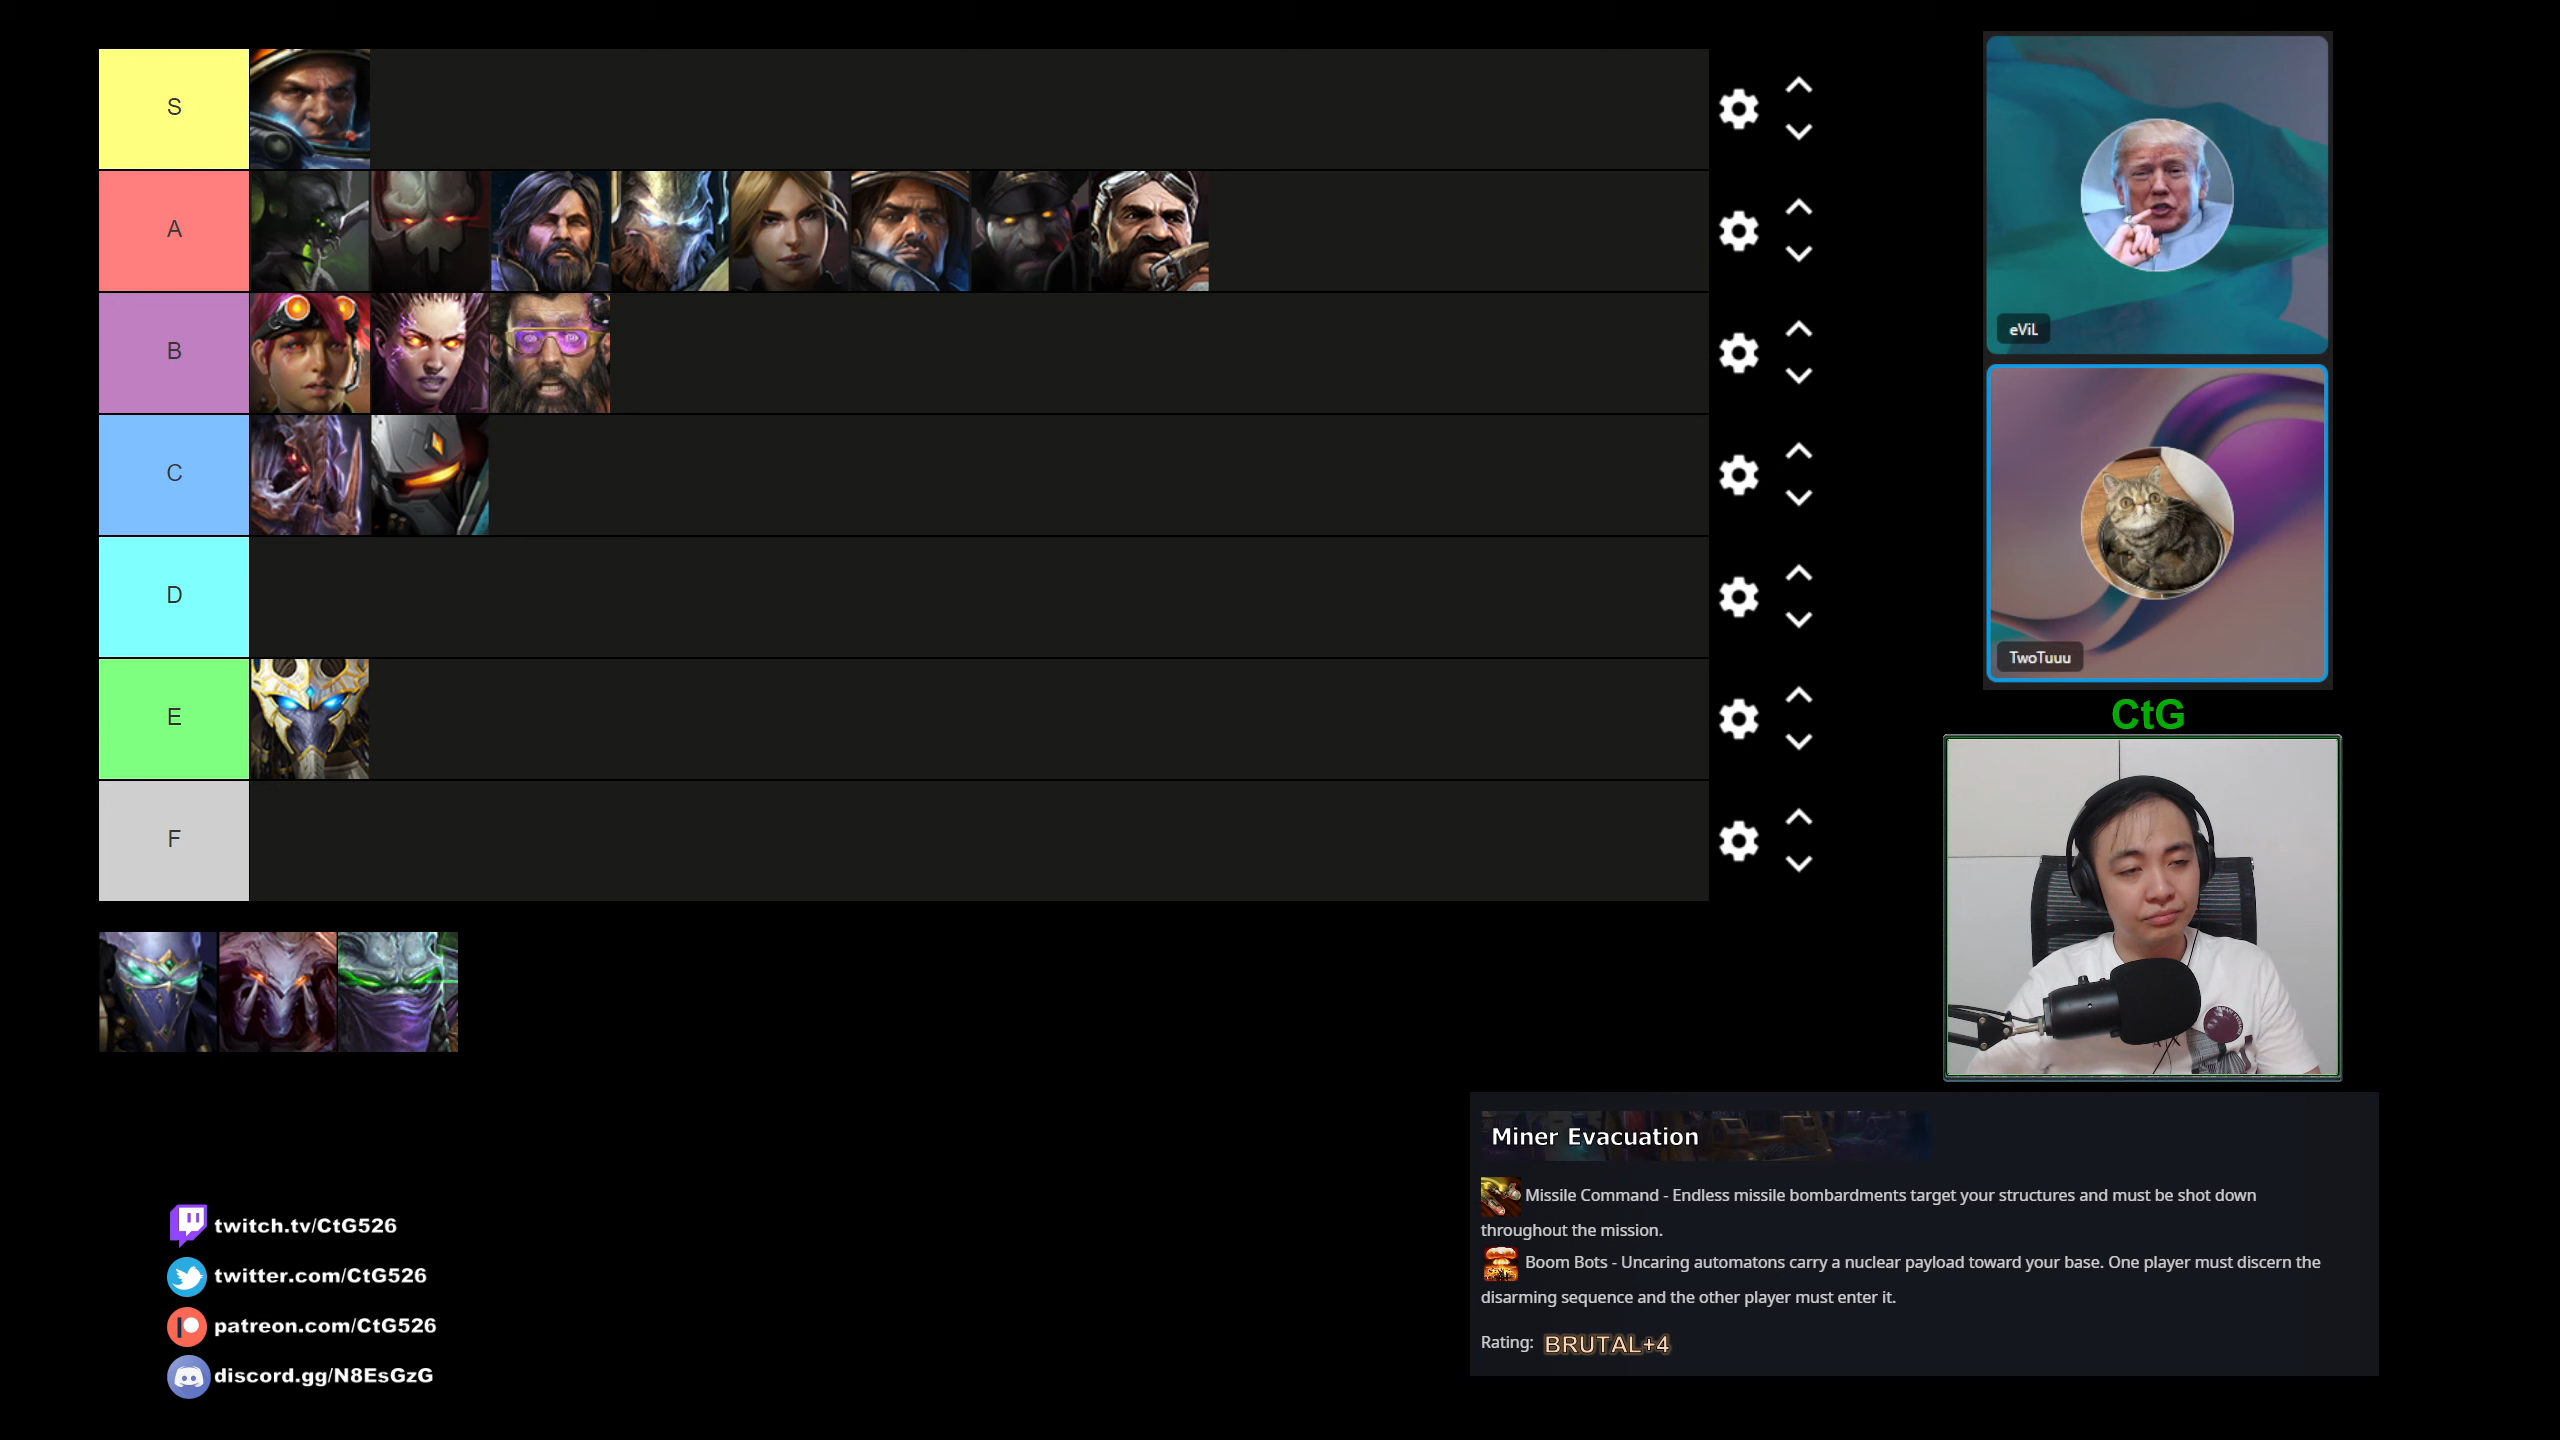 S
A
B
C
D
E
F
eViL
TwoTuuu
CtG
Miner Evacuation
Missile Command - Endless missile bombardments target your structures and must be shot down
throughout the mission.
Boom Bots - Uncaring automatons carry a nuclear payload toward your base. One player must discern the
disarming sequence and the other player must enter it.
Rating: BRUTAL+4
twitch.tv/CtG526
twitter.com/CtG526
patreon.com/CtG526
discord.gg/N8EsGzG